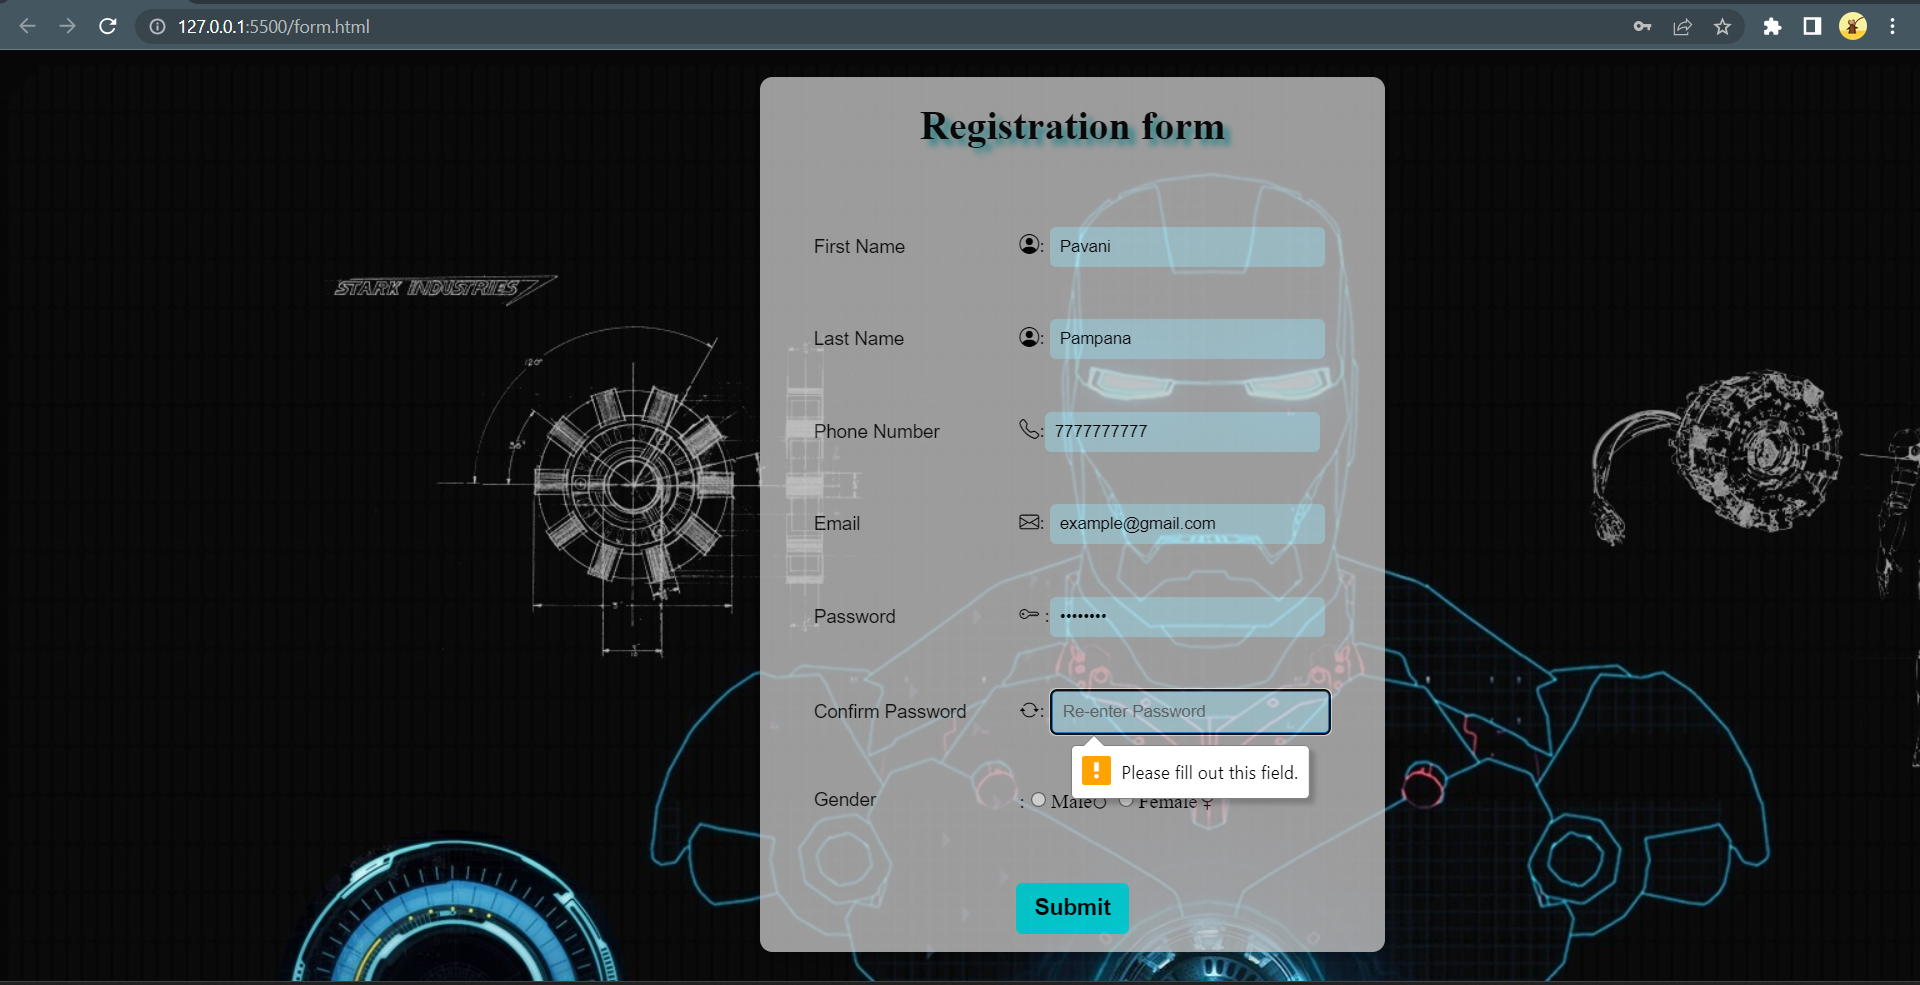 127.0.0.1:5500/form.html
Registration form
First Name : Pavani
STARK INDUSTRIES
Last Name : Pampana
120°
Phone Number : 7777777777
36°
Email : example@gmail.com
Password : ••••••••
Confirm Password : Re-enter Password
Please fill out this field.
Gender : Male Female
Submit